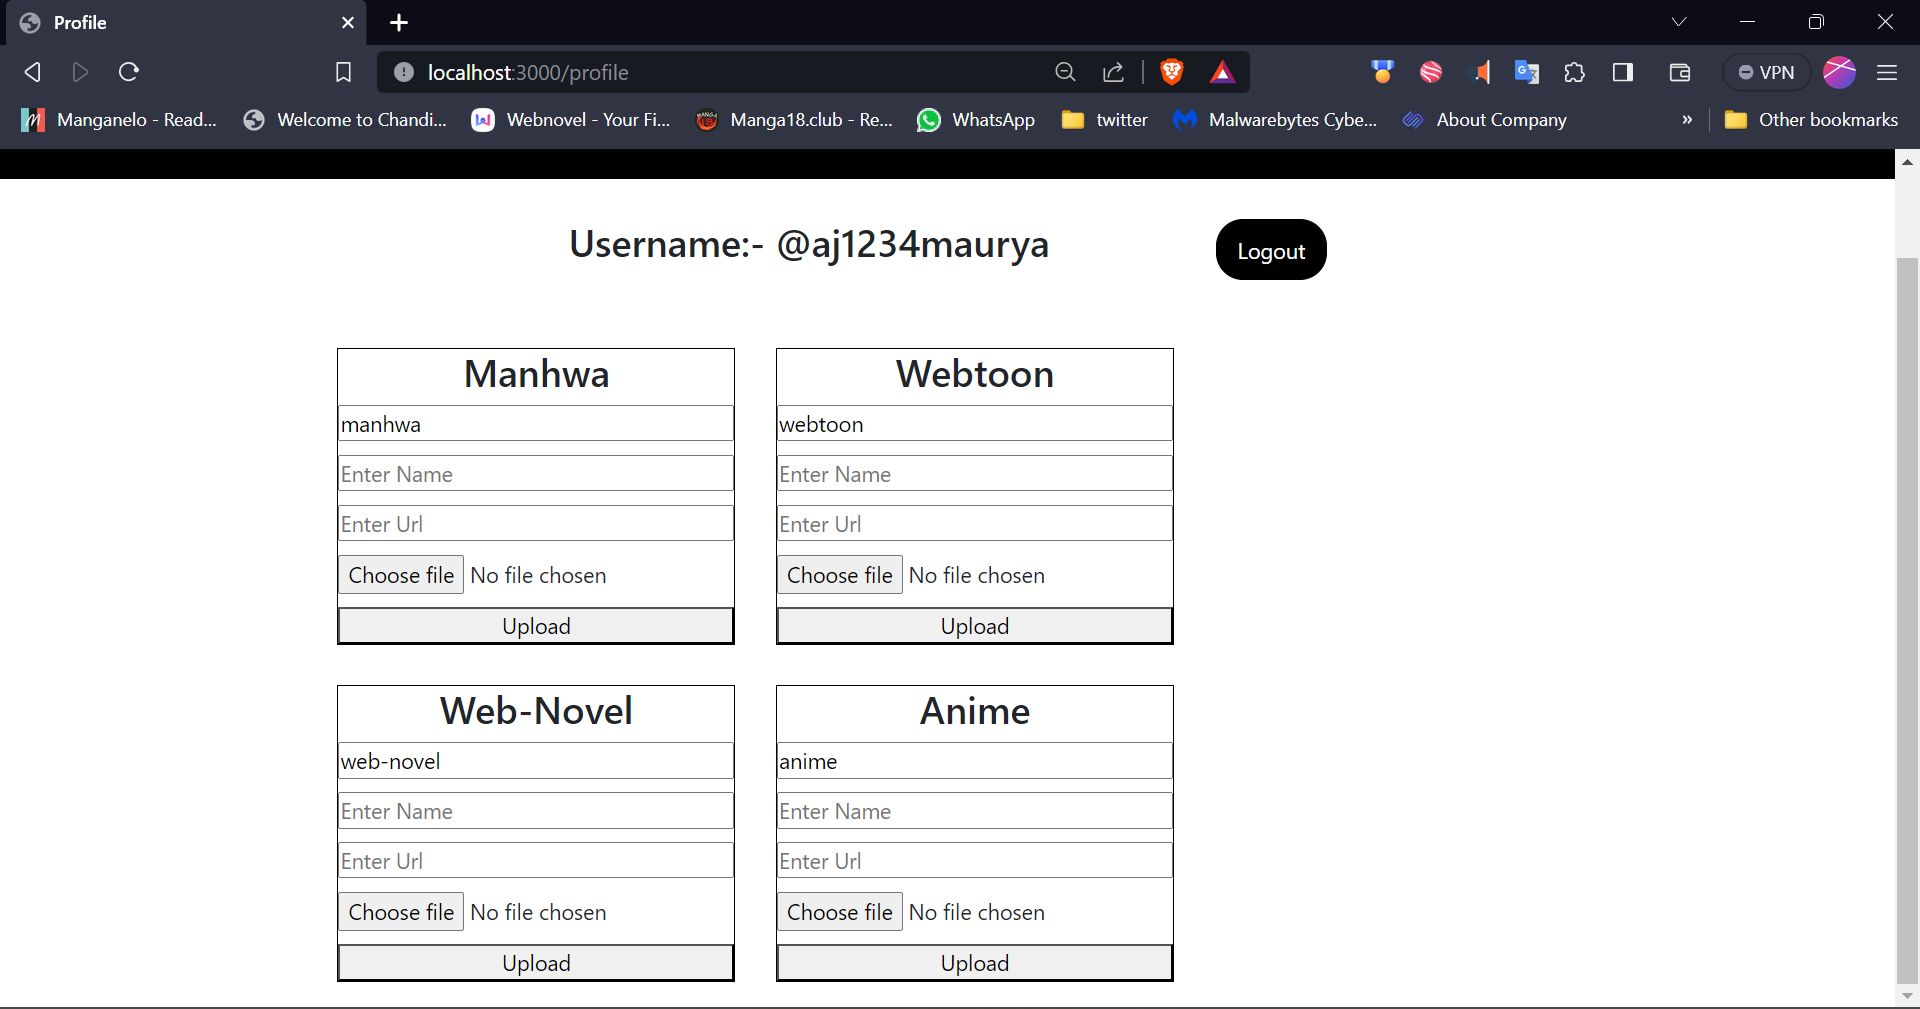 Profile
localhost:3000/profile
VPN
Manganelo - Read...
Welcome to Chandi...
Webnovel - Your Fi...
Manga18.club - Re...
WhatsApp
twitter
Malwarebytes Cybe...
About Company
»
Other bookmarks
Username:- @aj1234maurya
Logout
Manhwa
manhwa
Enter Name
Enter Url
Choose file No file chosen
Upload
Webtoon
webtoon
Enter Name
Enter Url
Choose file No file chosen
Upload
Web-Novel
web-novel
Enter Name
Enter Url
Choose file No file chosen
Upload
Anime
anime
Enter Name
Enter Url
Choose file No file chosen
Upload